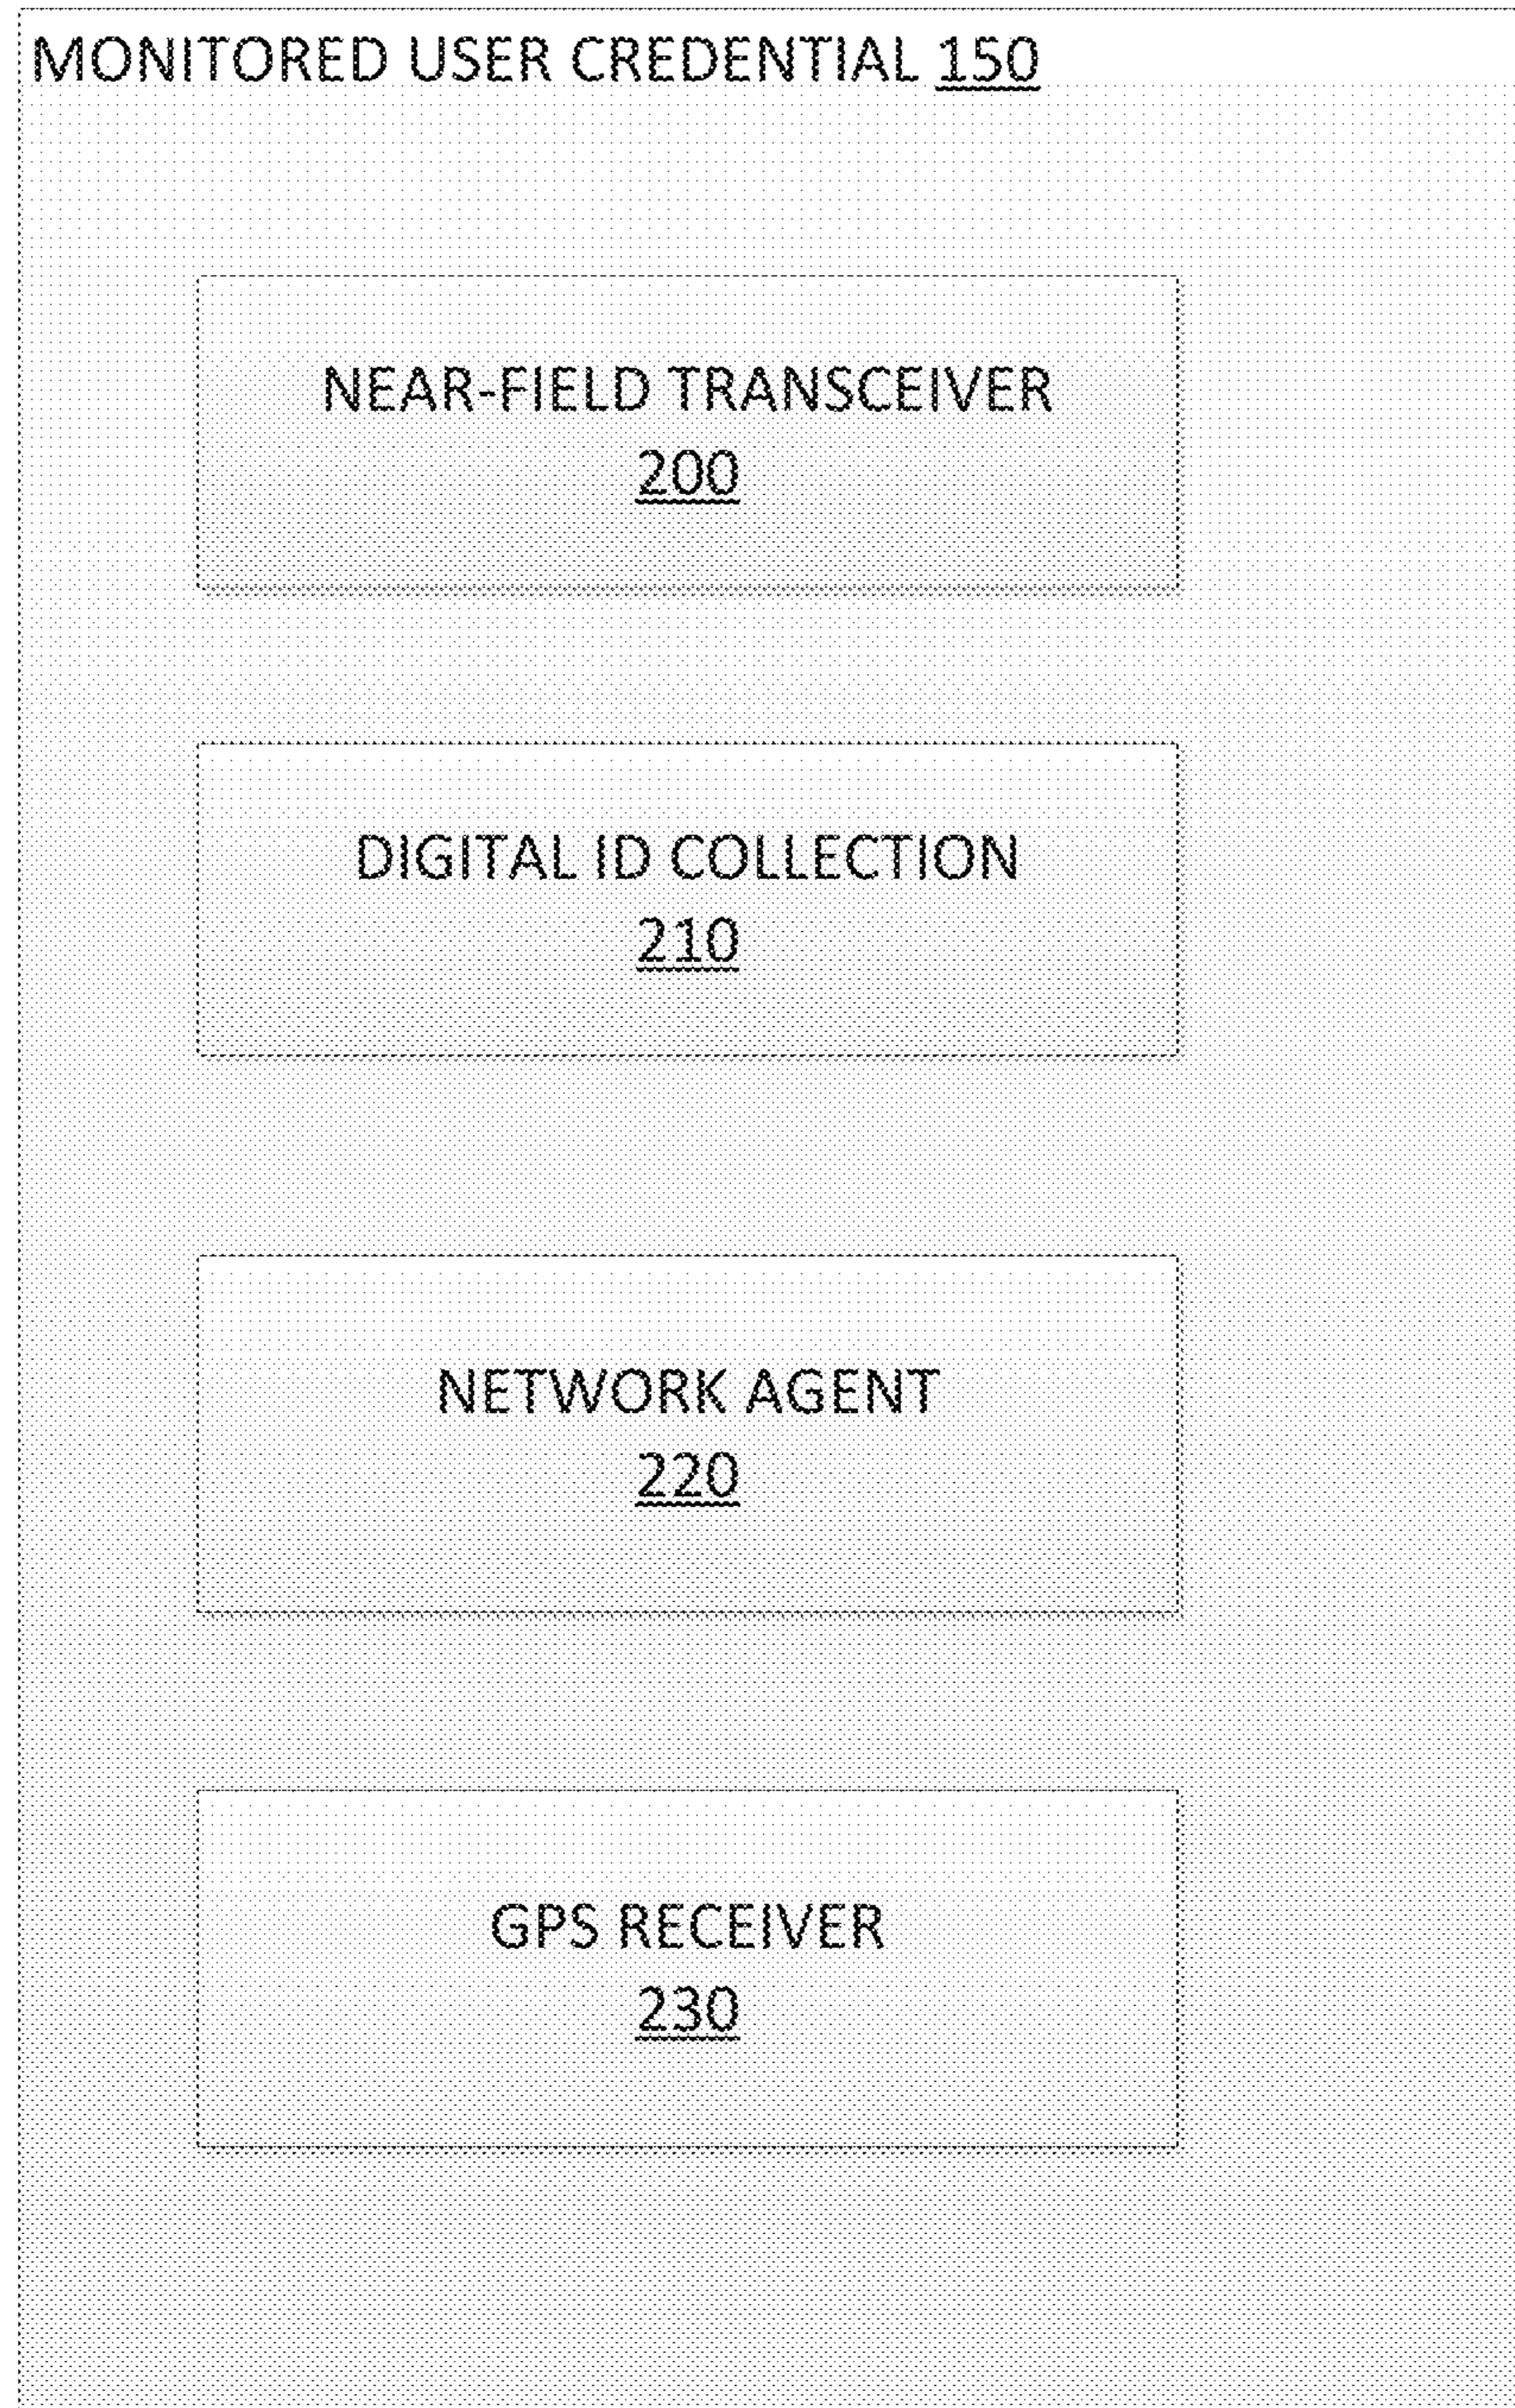 MONITORED USER CREDENTIAL 150
NEAR-FIELD TRANSCEIVER
200
DIGITAL ID COLLECTION
210
NETWORK AGENT
220
GPS RECEIVER
230